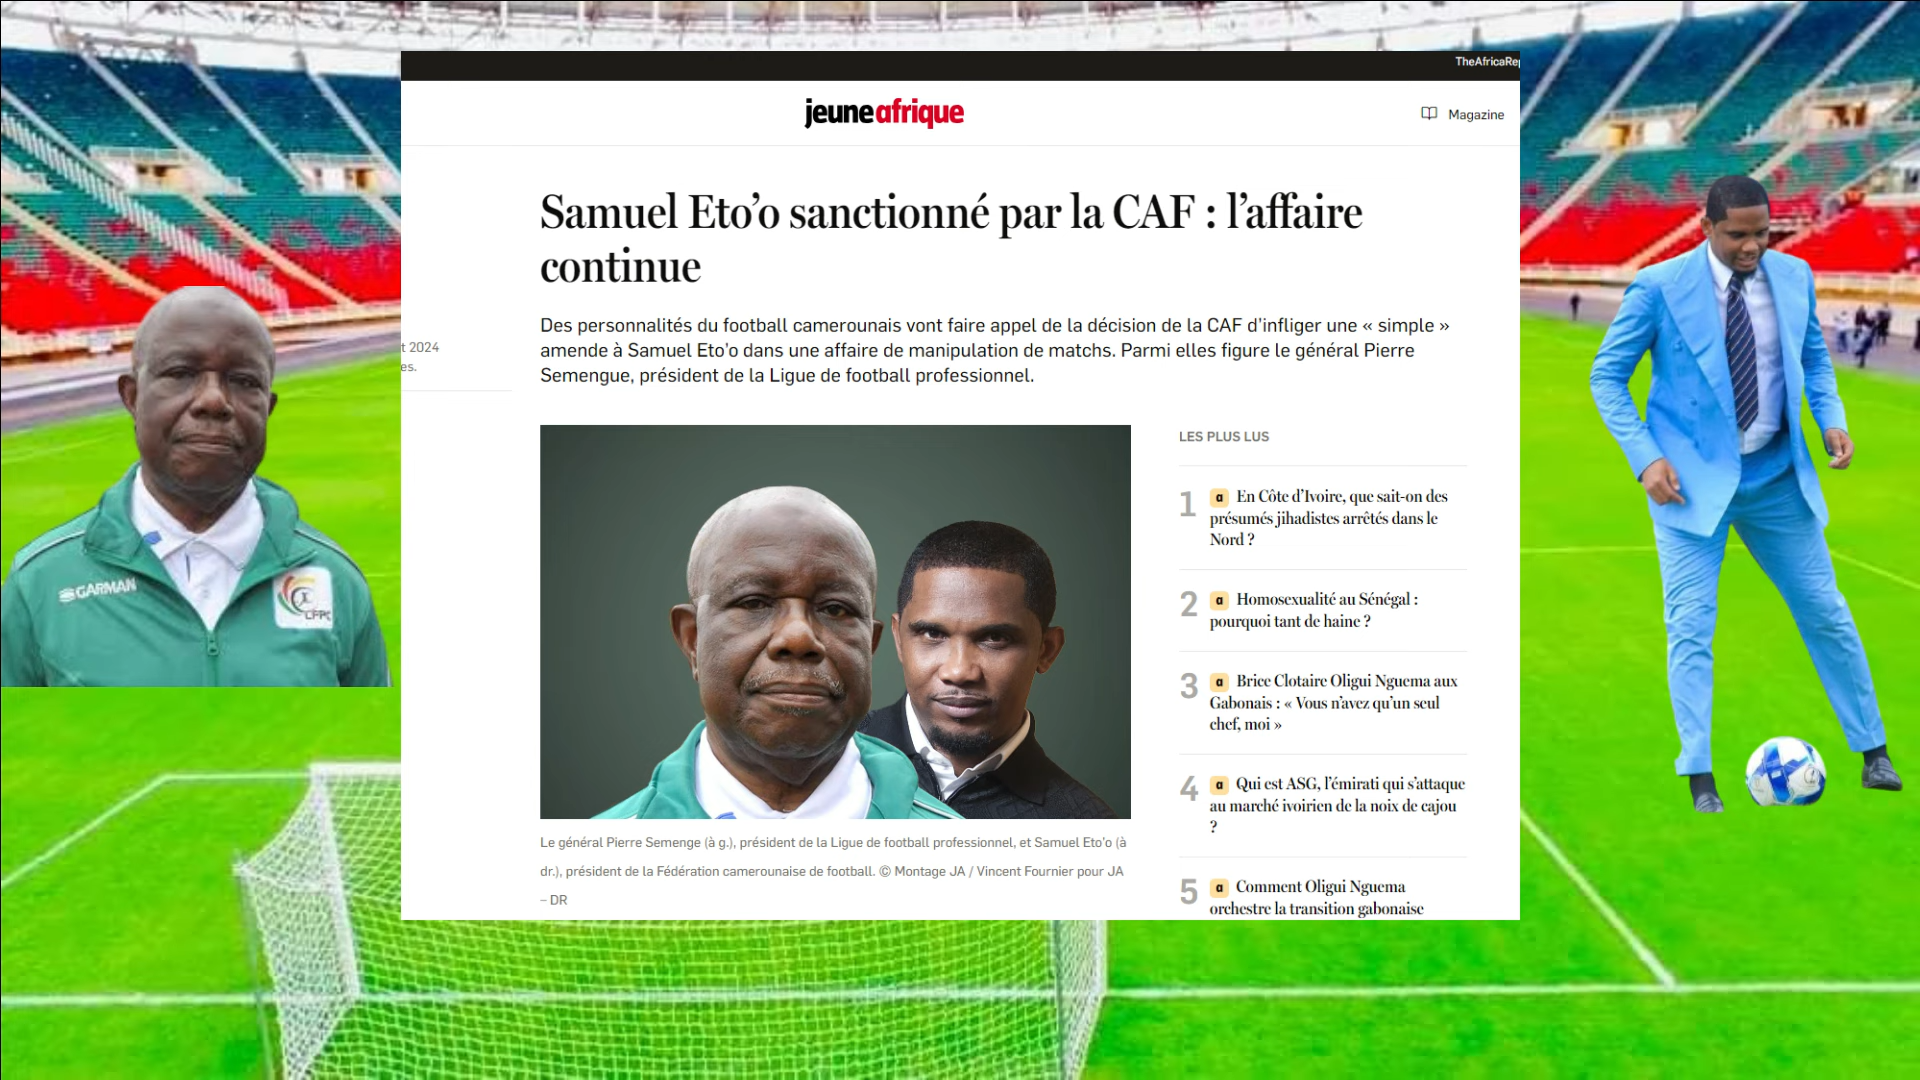 TheAfricaRep
jeuneafrique
Magazine
Samuel Eto’o sanctionné par la CAF : l’affaire
continue
Des personnalités du football camerounais vont faire appel de la décision de la CAF d’infliger une « simple »
amende à Samuel Eto’o dans une affaire de manipulation de matchs. Parmi elles figure le général Pierre
Semengue, président de la Ligue de football professionnel.
t 2024
es.
GARMAN
LFPC
Le général Pierre Semenge (à g.), président de la Ligue de football professionnel, et Samuel Eto’o (à
dr.), président de la Fédération camerounaise de football. © Montage JA / Vincent Fournier pour JA
– DR
LES PLUS LUS
1 a En Côte d’Ivoire, que sait-on des
présumés jihadistes arrêtés dans le
Nord ?
2 a Homosexualité au Sénégal :
pourquoi tant de haine ?
3 a Brice Clotaire Oligui Nguema aux
Gabonais : « Vous n’avez qu’un seul
chef, moi »
4 a Qui est ASG, l’émirati qui s’attaque
au marché ivoirien de la noix de cajou
?
5 a Comment Oligui Nguema
orchestre la transition gabonaise